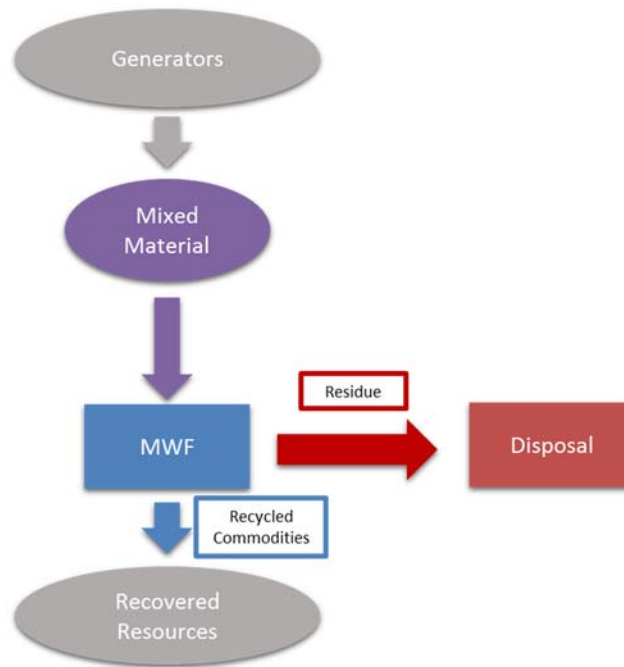 Generators
Mixed
Material
MWF
Residue
Disposal
Recycled
Commodities
Recovered
Resources